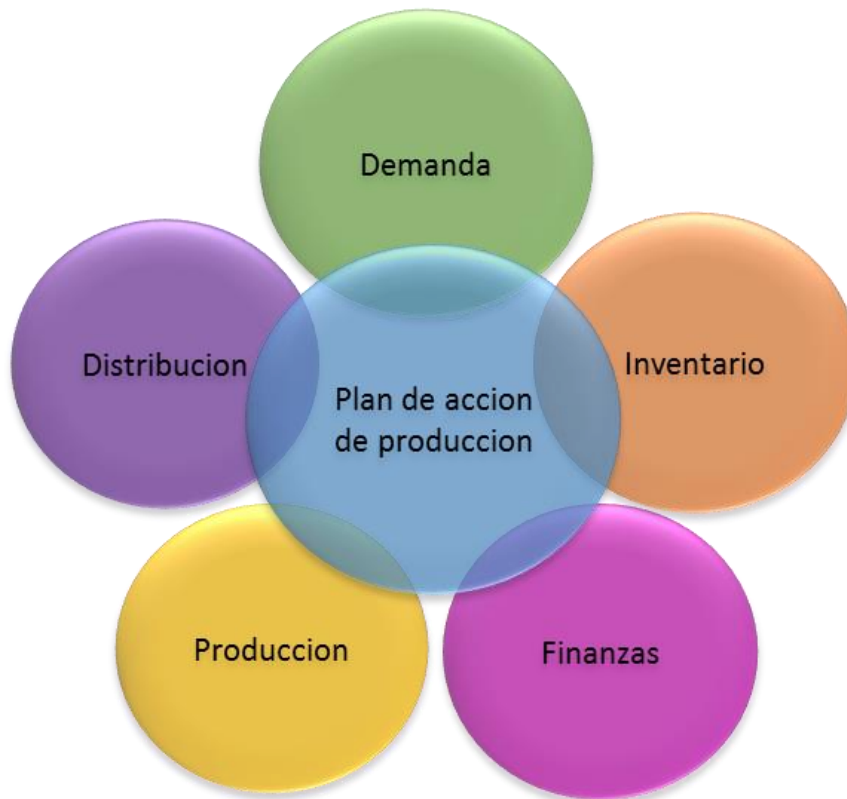 Demanda
Distribucion
Inventario
Plan de accion
de produccion
Produccion
Finanzas